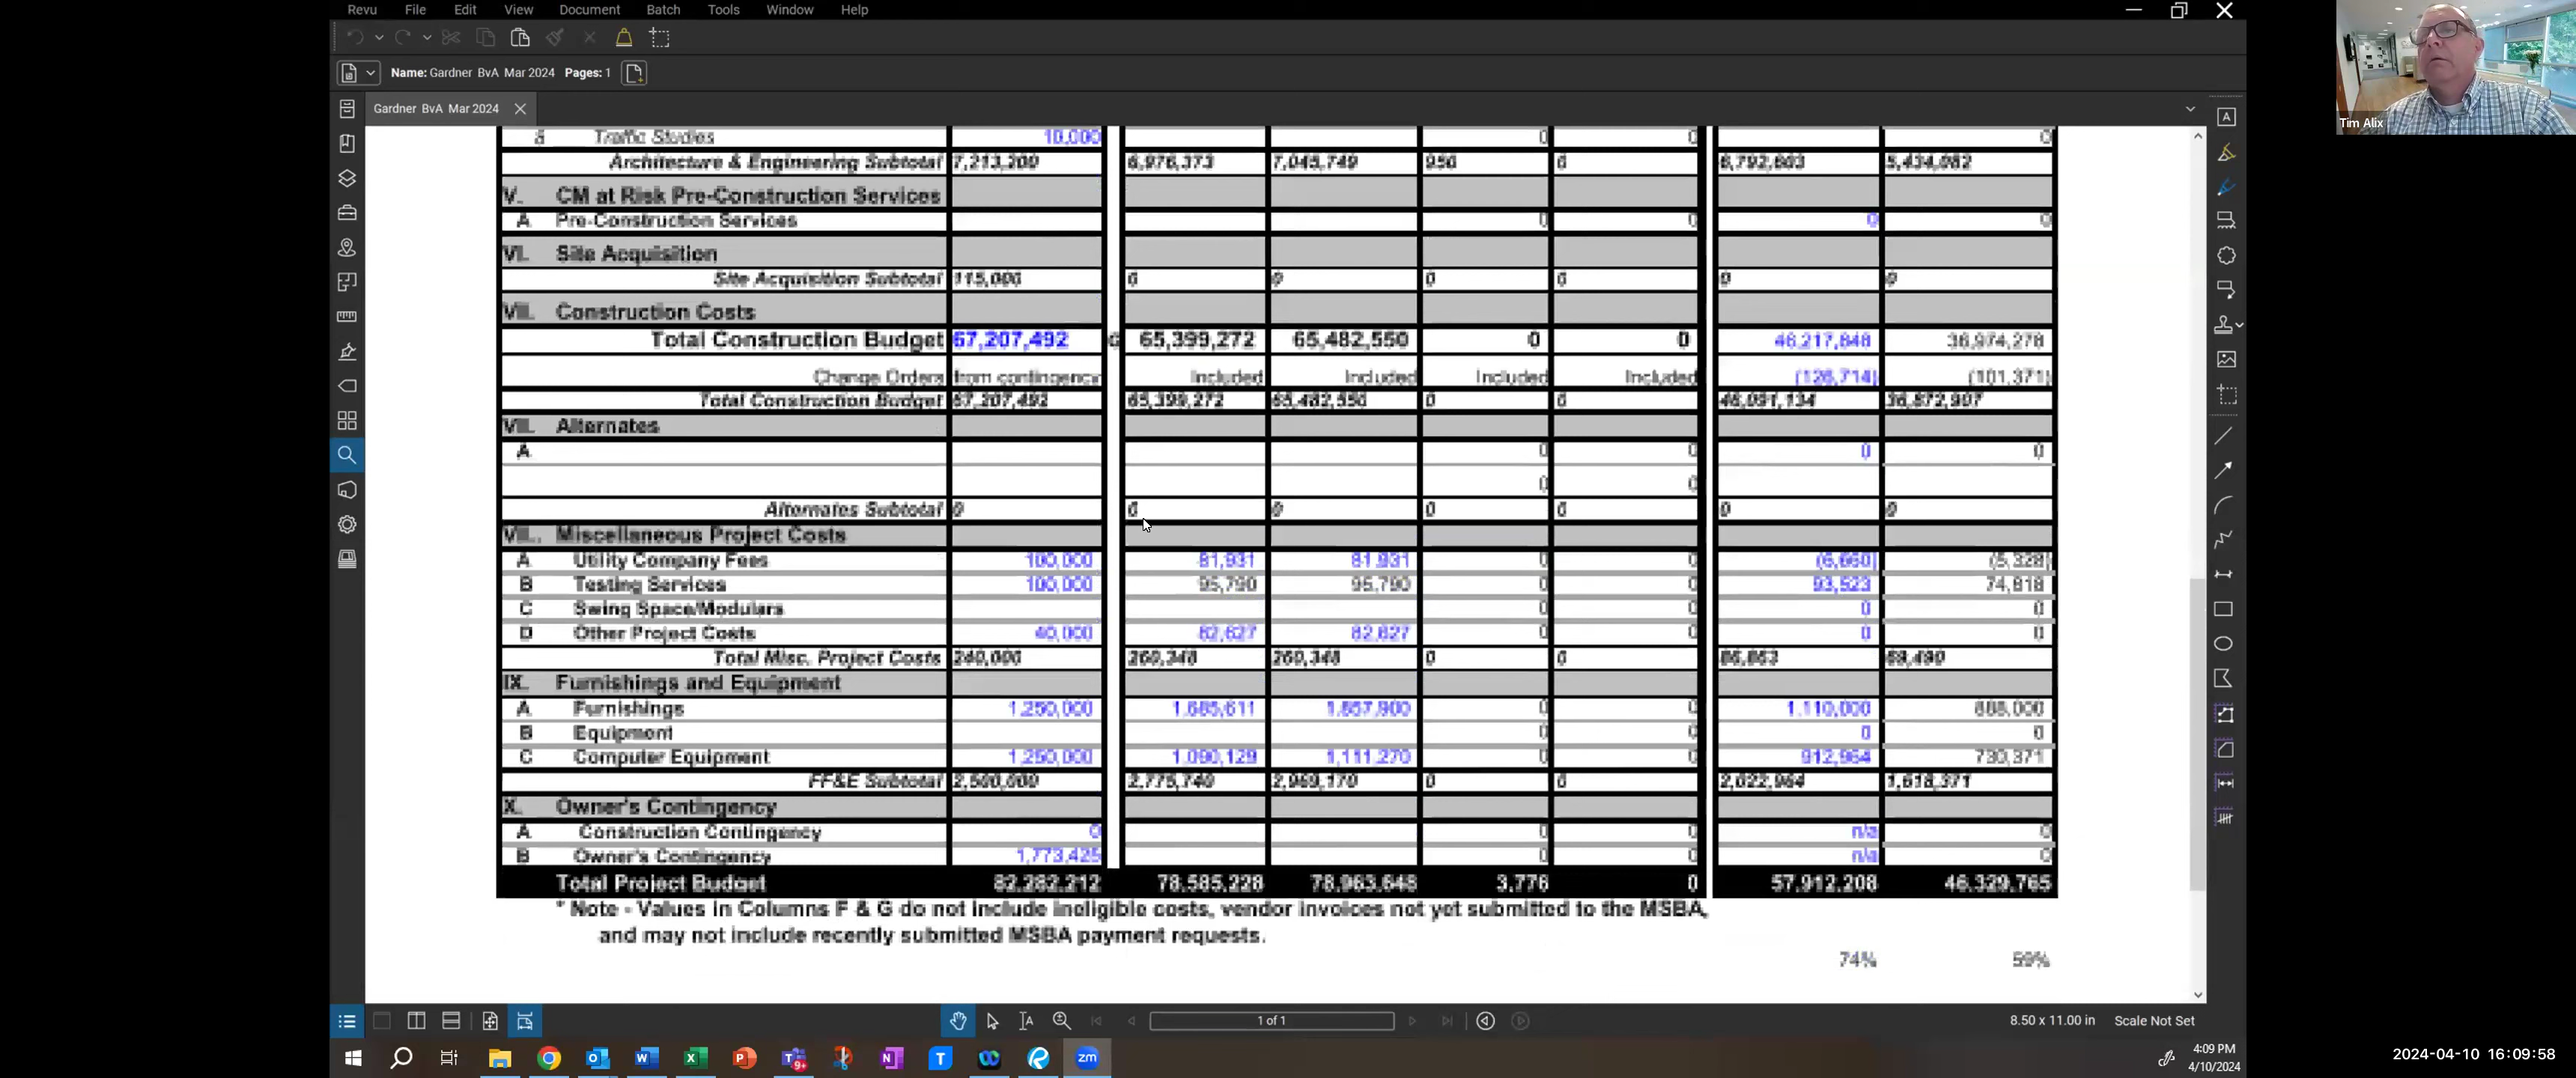 Revu File Edit View Document Batch Tools Window Help
Name: Gardner BvA Mar 2024 Pages: 1
Gardner BvA Mar 2024
Tim Alix
Traffic Studies 10,000 0 0 0
Architecture & Engineering Subtotal 7,213,200 6,976,373 7,045,749 950 0 6,792,603 5,434,082
V. CM at Risk Pre-Construction Services
A Pre-Construction Services 0 0 0 0
VI. Site Acquisition
Site Acquisition Subtotal 115,000 0 0 0 0 0 0
VII. Construction Costs
Total Construction Budget 67,207,492 G 65,399,272 65,482,550 0 0 46,217,848 36,974,278
Change Orders from contingency Included Included Included Included (126,714) (101,371)
Total Construction Budget 67,207,492 65,399,272 65,482,550 0 0 46,091,134 36,872,907
VII. Alternates
A 0 0 0 0
0 0
Alternates Subtotal 0 0 0 0 0 0 0
VII.. Miscellaneous Project Costs
A Utility Company Fees 100,000 81,931 81,931 0 0 (6,660) (5,328)
B Testing Services 100,000 95,790 95,790 0 0 93,523 74,818
C Swing Space/Modulars 0 0 0 0
D Other Project Costs 40,000 82,627 82,627 0 0 0 0
Total Misc. Project Costs 240,000 260,348 260,348 0 0 86,863 69,490
IX. Furnishings and Equipment
A Furnishings 1,250,000 1,685,611 1,857,900 0 0 1,110,000 888,000
B Equipment 0 0 0 0
C Computer Equipment 1,250,000 1,090,129 1,111,270 0 0 912,964 730,371
FF&E Subtotal 2,500,000 2,775,740 2,969,170 0 0 2,022,964 1,618,371
X. Owner's Contingency
A Construction Contingency 0 0 0 n/a 0
B Owner's Contingency 1,773,425 0 0 n/a 0
Total Project Budget 82,282,212 78,585,228 78,963,648 3,778 0 57,912,208 46,329,765
* Note - Values in Columns F & G do not include ineligible costs, vendor invoices not yet submitted to the MSBA,
and may not include recently submitted MSBA payment requests.
74% 59%
1 of 1
8.50 x 11.00 in Scale Not Set
4:09 PM
4/10/2024
2024-04-10 16:09:58